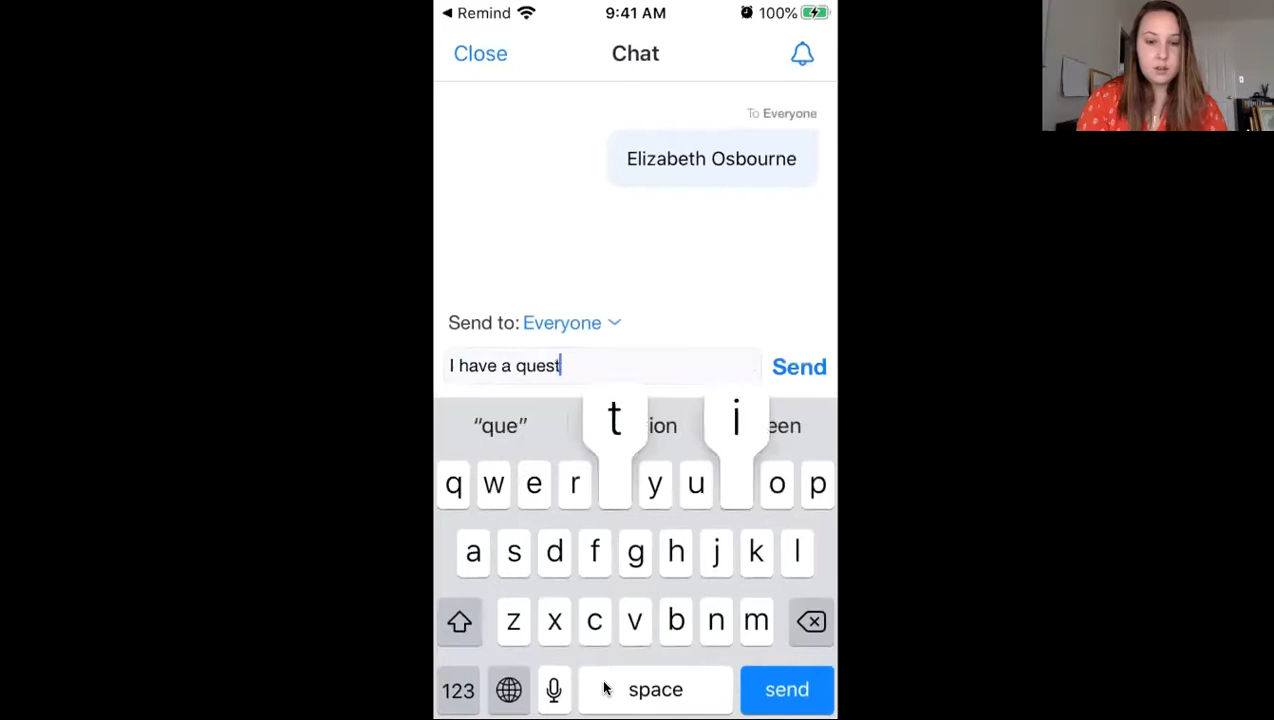 Remind 9:41 AM 100%
Close Chat
To Everyone
Elizabeth Osbourne
Send to: Everyone
I have a quest Send
"que" t ion i een
q w e r y u o p
a s d f g h j k l
z x c v b n m
123 space send